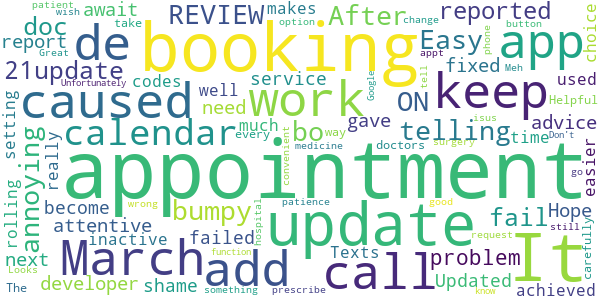 patient wish await REVIEW makes After reported take option change button choice
doc de booking Easy app phone appt Great
report caused codes service Google fixed Meh used
21update work ON keep Helpful
setting annoying calendar well need gave advice
really much bo telling tell isus time Don't easier
rolling every convenient way doctors
appointment medicine surgery go
become bumpy patience fail Hope still
attentive wrong hospital update good It carefully
next inactive failed Texts problem request
March add call Updated
The developer shame function something prescribe know achieved
Looks Unfortunately